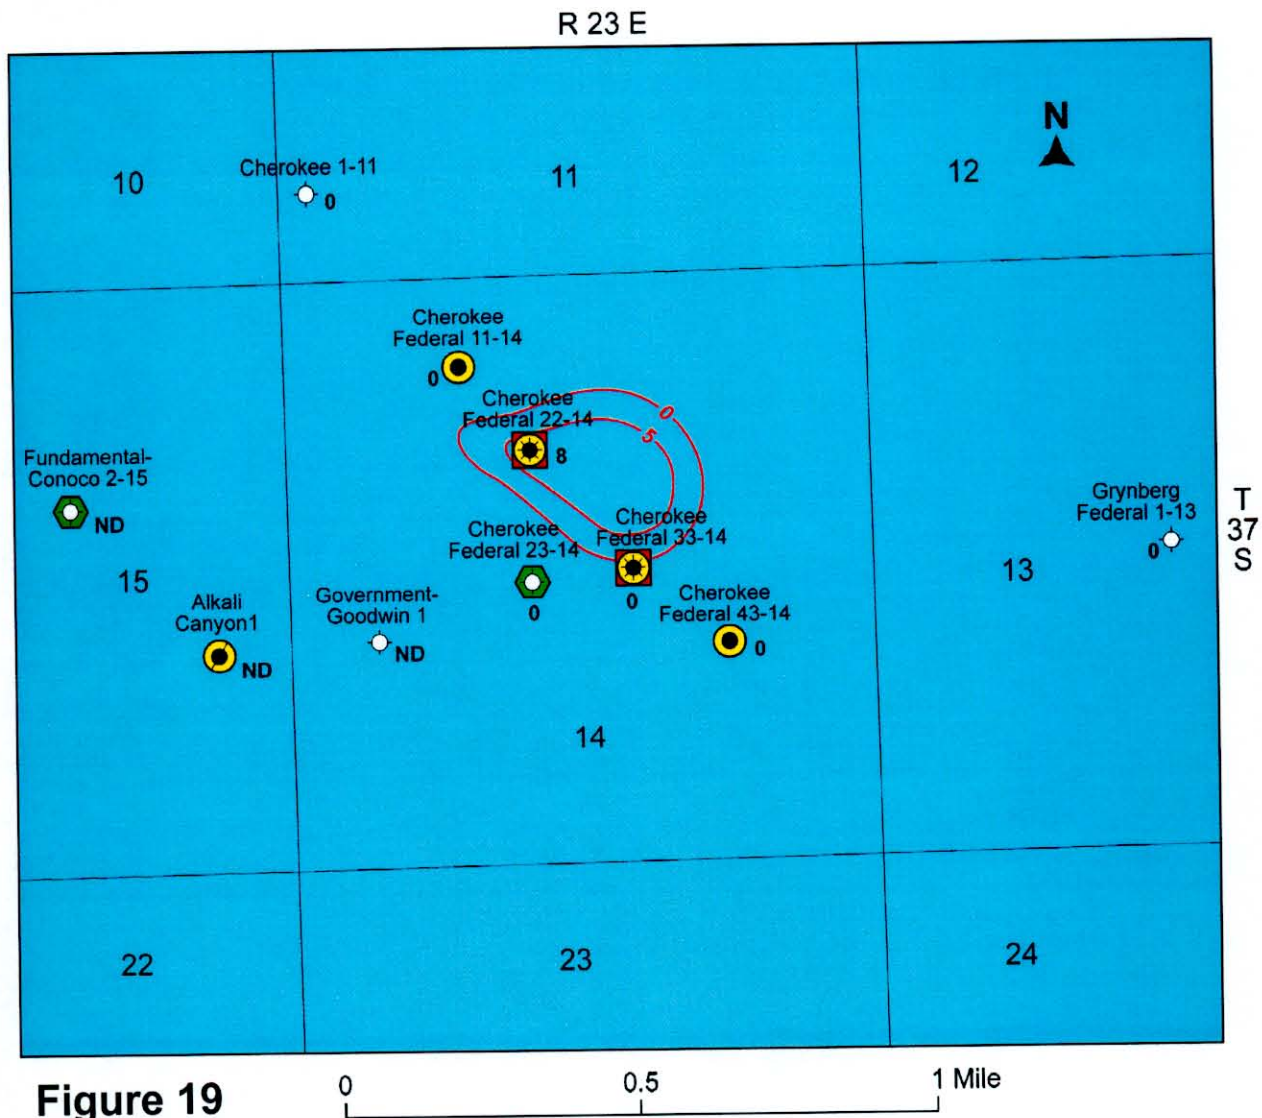 R 23 E
N
10
Cherokee 1-11
0
11
12
Cherokee
Federal 11-14
0
Cherokee
Federal 22-14
8
0
5
Fundamental-
Conoco 2-15
ND
Cherokee
Federal 23-14
0
Cherokee
Federal 33-14
0
Grynberg
Federal 1-13
0
T
37
S
15
13
Alkali
Canyon1
ND
Government-
Goodwin 1
ND
Cherokee
Federal 43-14
0
14
22
23
24
Figure 19
0
0.5
1 Mile